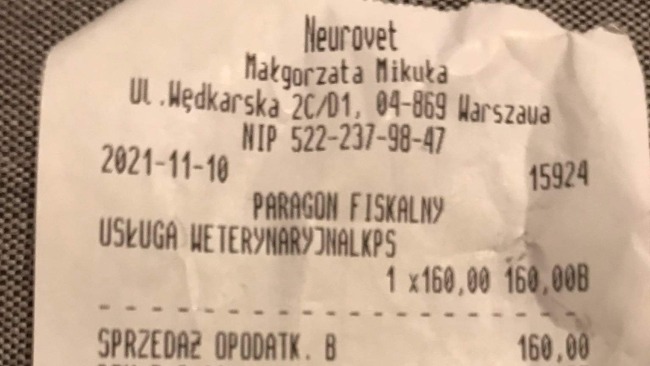 Neurovet
Małgorzata Mikuła
Ul.Wędkarska 2C/D1, 04-869 Warszawa
NIP 522-237-98-47
2021-11-10 15924
PARAGON FISKALNY
USŁUGA WETERYNARYJNALKPS
1 x160,00 160,00B
- - - - - - - - - - - - - - - - - - - -
SPRZEDAŻ OPODATK. B 160,00